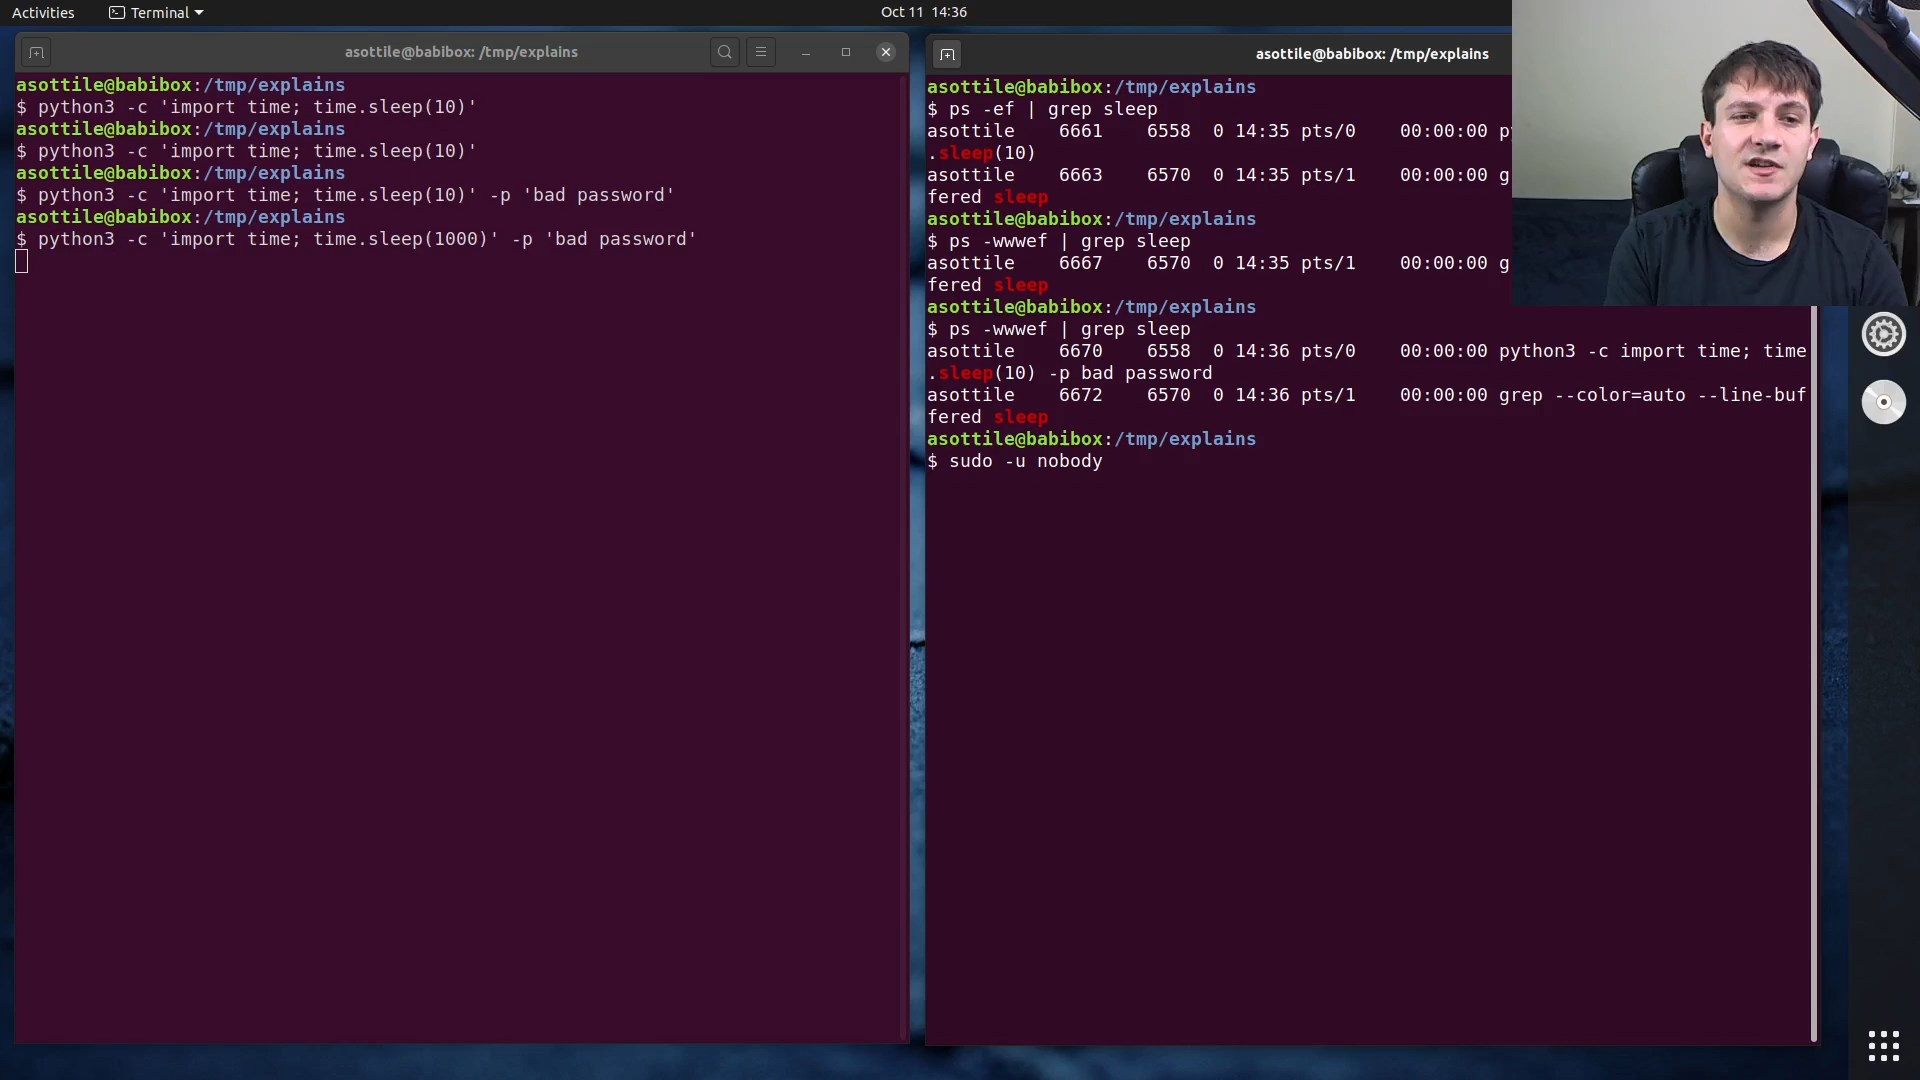 Activities
Terminal
Oct 11 14:36
asottile@babibox: /tmp/explains
asottile@babibox:/tmp/explains
$ python3 -c 'import time; time.sleep(10)'
asottile@babibox:/tmp/explains
$ python3 -c 'import time; time.sleep(10)'
asottile@babibox:/tmp/explains
$ python3 -c 'import time; time.sleep(10)' -p 'bad password'
asottile@babibox:/tmp/explains
$ python3 -c 'import time; time.sleep(1000)' -p 'bad password'
asottile@babibox: /tmp/explains
asottile@babibox:/tmp/explains
$ ps -ef | grep sleep
asottile 6661 6558 0 14:35 pts/0 00:00:00 p
.sleep(10)
asottile 6663 6570 0 14:35 pts/1 00:00:00 g
fered sleep
asottile@babibox:/tmp/explains
$ ps -wwwef | grep sleep
asottile 6667 6570 0 14:35 pts/1 00:00:00 g
fered sleep
asottile@babibox:/tmp/explains
$ ps -wwwef | grep sleep
asottile 6670 6558 0 14:36 pts/0 00:00:00 python3 -c import time; time
.sleep(10) -p bad password
asottile 6672 6570 0 14:36 pts/1 00:00:00 grep --color=auto --line-buf
fered sleep
asottile@babibox:/tmp/explains
$ sudo -u nobody